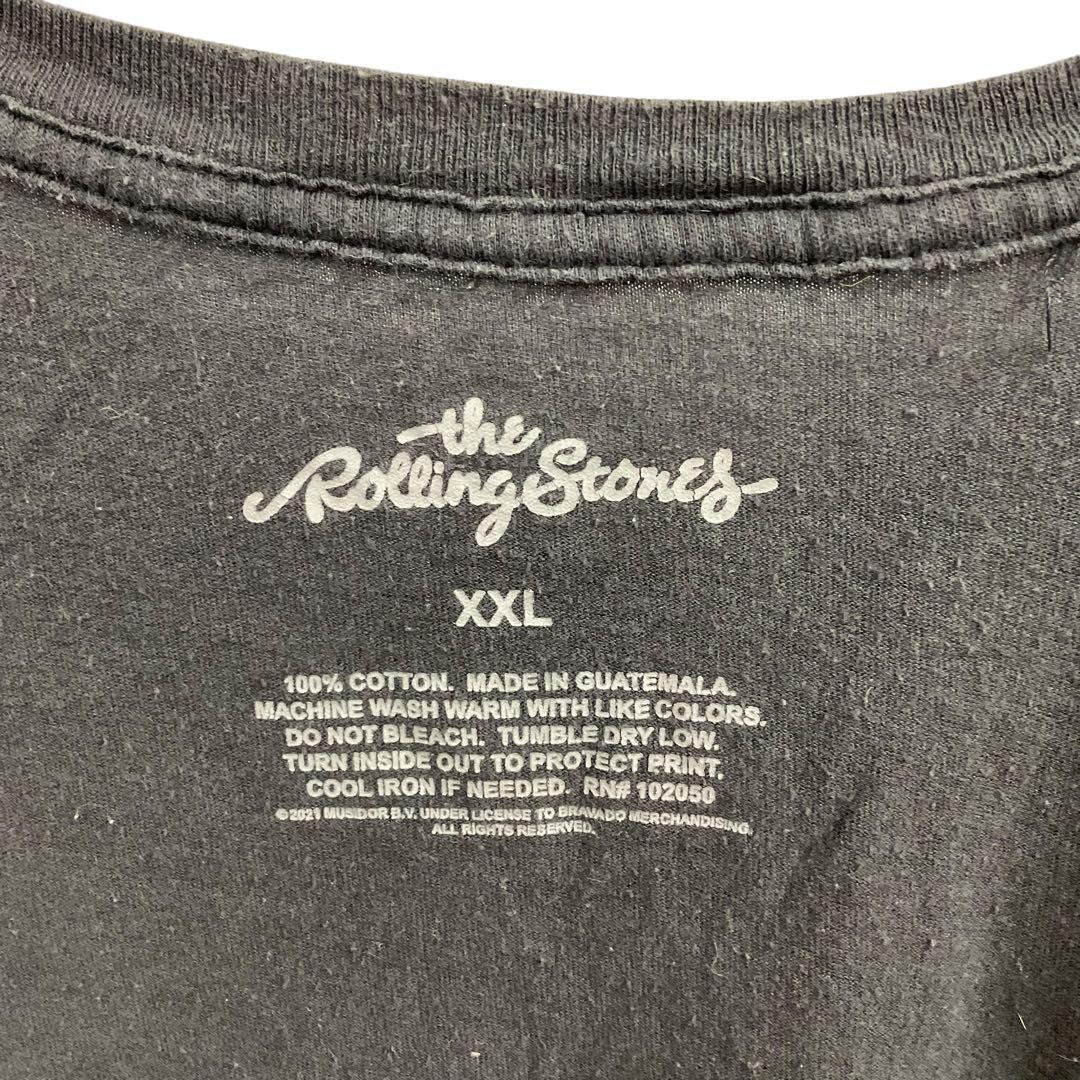 the
Rolling Stones
XXL
100% COTTON. MADE IN GUATEMALA.
MACHINE WASH WARM WITH LIKE COLORS.
DO NOT BLEACH. TUMBLE DRY LOW.
TURN INSIDE OUT TO PROTECT PRINT.
COOL IRON IF NEEDED. RN# 102050
©2021 MUSIDOR B.V. UNDER LICENSE TO BRAVADO MERCHANDISING.
ALL RIGHTS RESERVED.